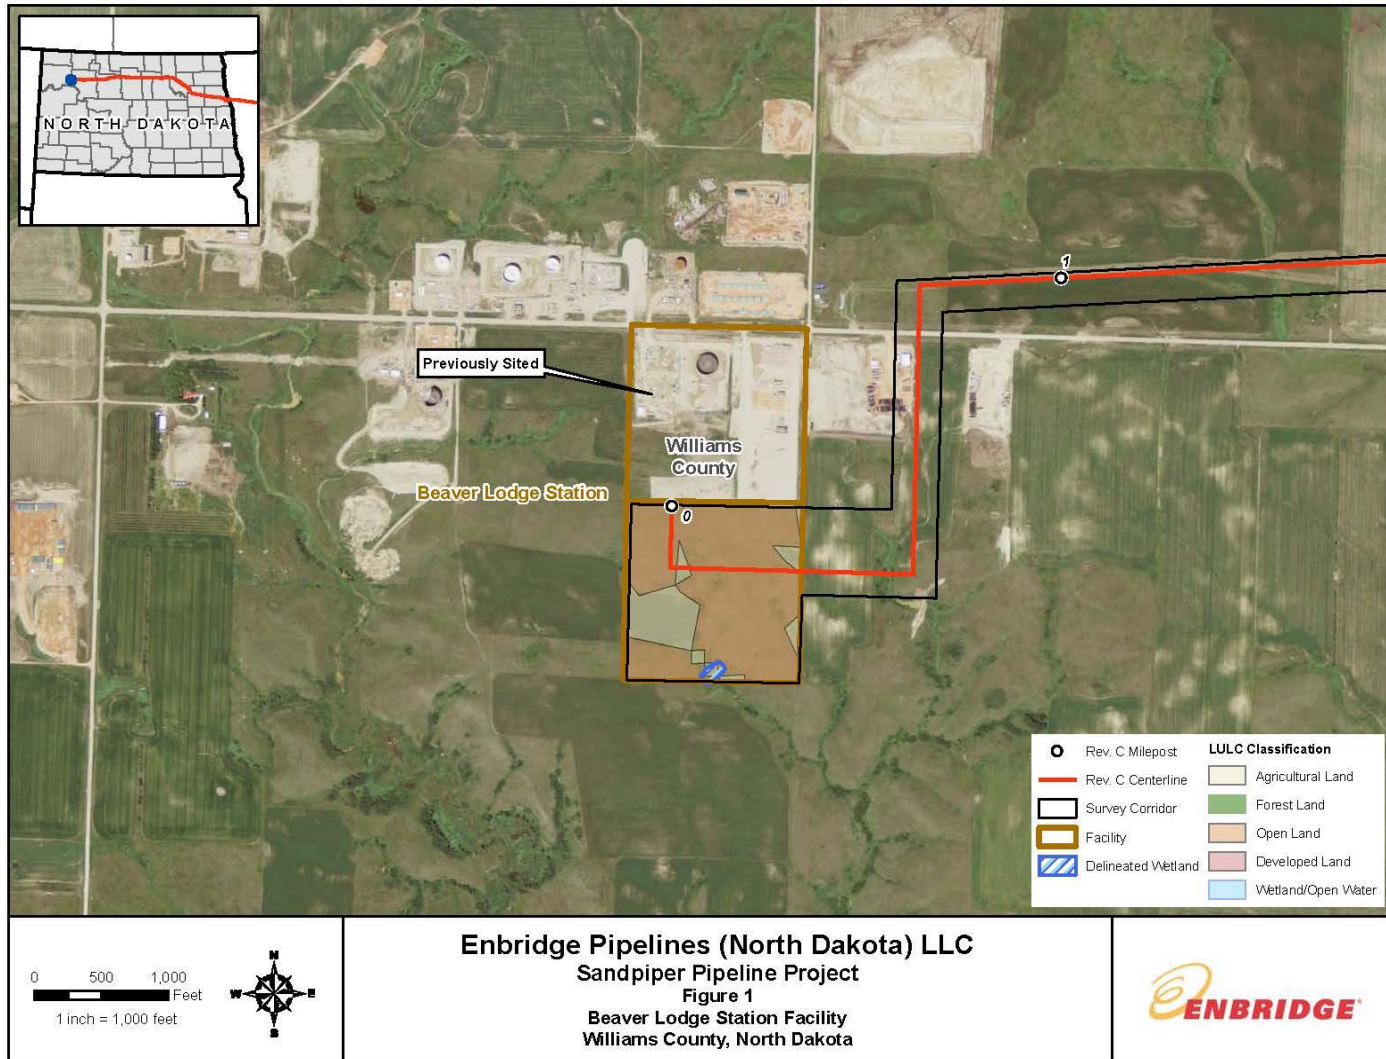 NORTH DAKOTA
1
Previously Sited
Williams
County
Beaver Lodge Station
0
Rev. C Milepost
Rev. C Centerline
Survey Corridor
Facility
Delineated Wetland
LULC Classification
Agricultural Land
Forest Land
Open Land
Developed Land
Wetland/Open Water
0 500 1,000
Feet
1 inch = 1,000 feet
N
W E
S
Enbridge Pipelines (North Dakota) LLC
Sandpiper Pipeline Project
Figure 1
Beaver Lodge Station Facility
Williams County, North Dakota
ENBRIDGE®